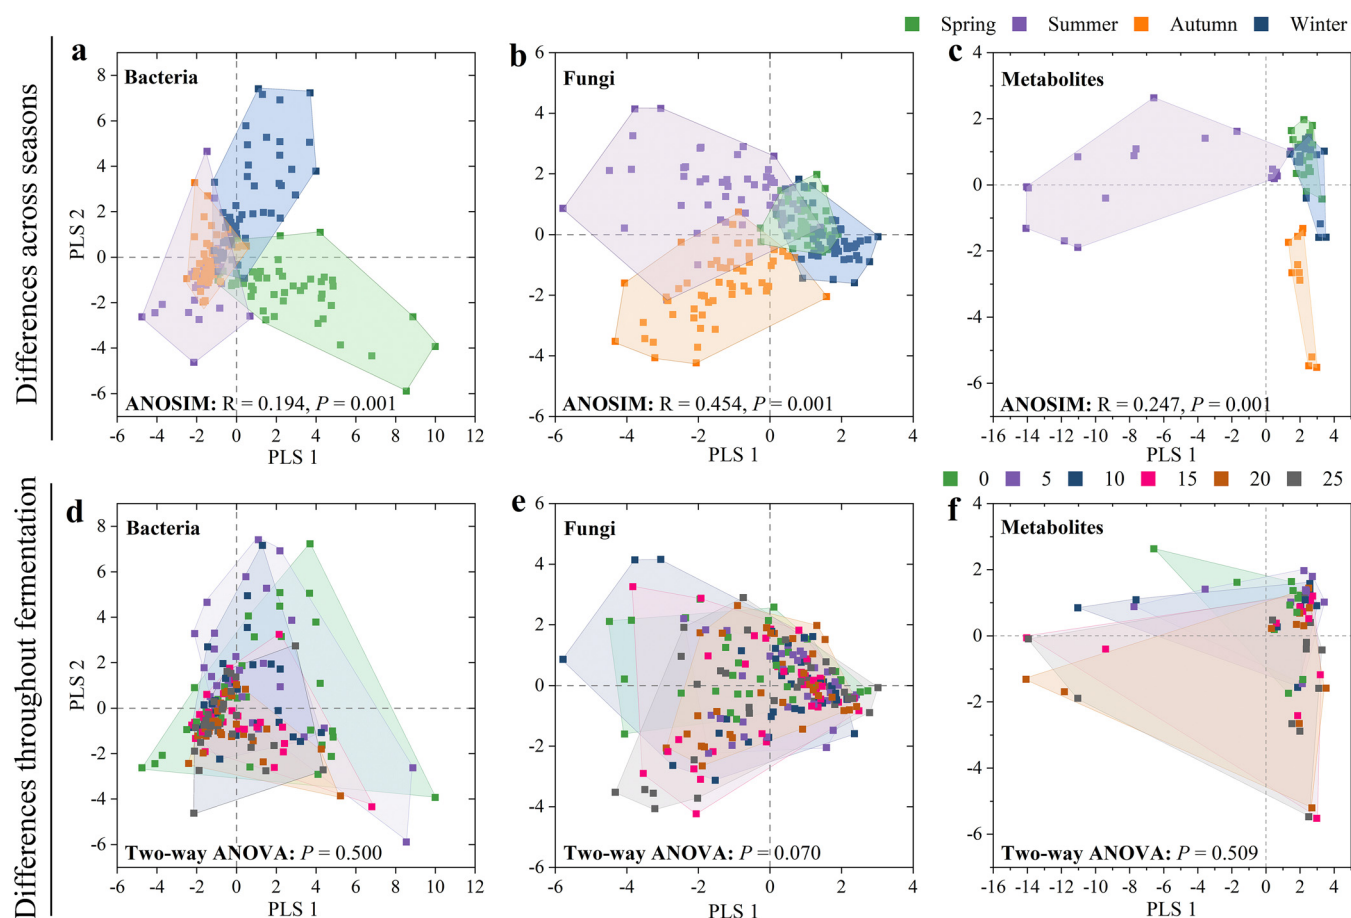 Spring Summer Autumn Winter
Differences across seasons
a
Bacteria
PLS 2
8
6
4
2
0
-2
-4
-6
ANOSIM: R = 0.194, P = 0.001
-6 -4 -2 0 2 4 6 8 10 12
PLS 1
b
Fungi
6
4
2
0
-2
-4
-6
ANOSIM: R = 0.454, P = 0.001
-6 -4 -2 0 2 4
PLS 1
c
Metabolites
4
2
0
-2
-4
-6
ANOSIM: R = 0.247, P = 0.001
-16 -14 -12 -10 -8 -6 -4 -2 0 2 4
PLS 1
0 5 10 15 20 25
Differences throughout fermentation
d
Bacteria
PLS 2
8
6
4
2
0
-2
-4
-6
Two-way ANOVA: P = 0.500
-6 -4 -2 0 2 4 6 8 10 12
PLS 1
e
Fungi
6
4
2
0
-2
-4
-6
Two-way ANOVA: P = 0.070
-6 -4 -2 0 2 4
PLS 1
f
Metabolites
4
2
0
-2
-4
-6
Two-way ANOVA: P = 0.509
-16 -14 -12 -10 -8 -6 -4 -2 0 2 4
PLS 1